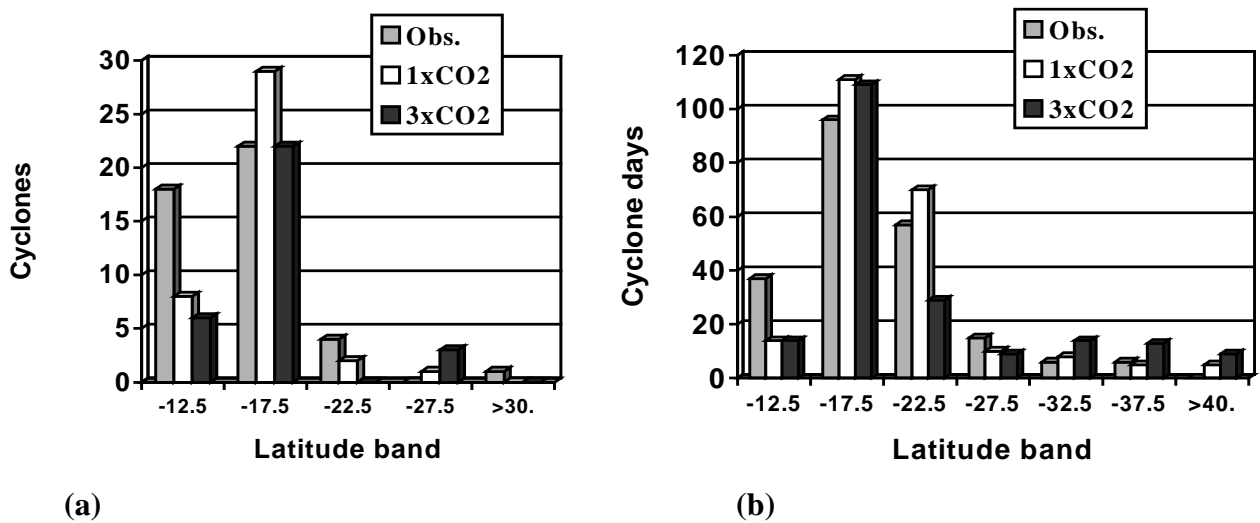 Obs.
1xCO2
3xCO2
30
25
20
15
10
5
0
Cyclones
-12.5 -17.5 -22.5 -27.5 >30.
Latitude band
(a)
Obs.
1xCO2
3xCO2
120
100
80
60
40
20
0
Cyclone days
-12.5 -17.5 -22.5 -27.5 -32.5 -37.5 >40.
Latitude band
(b)